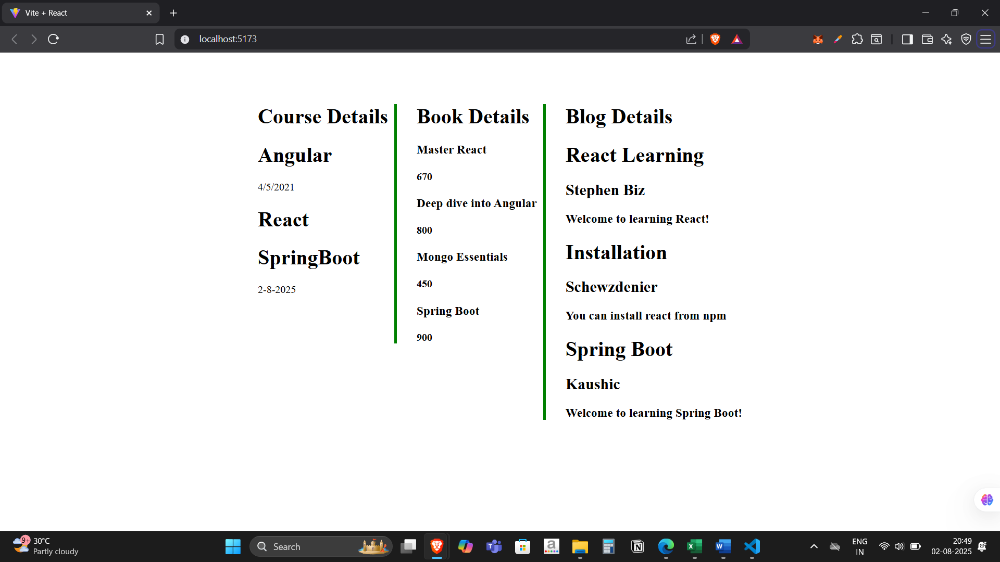 Vite + React
localhost:5173
Course Details
Angular
4/5/2021
React
SpringBoot
2-8-2025
Book Details
Master React
670
Deep dive into Angular
800
Mongo Essentials
450
Spring Boot
900
Blog Details
React Learning
Stephen Biz
Welcome to learning React!
Installation
Schewzdenier
You can install react from npm
Spring Boot
Kaushic
Welcome to learning Spring Boot!
9+
30°C
Partly cloudy
Search
ENG
IN
20:49
02-08-2025